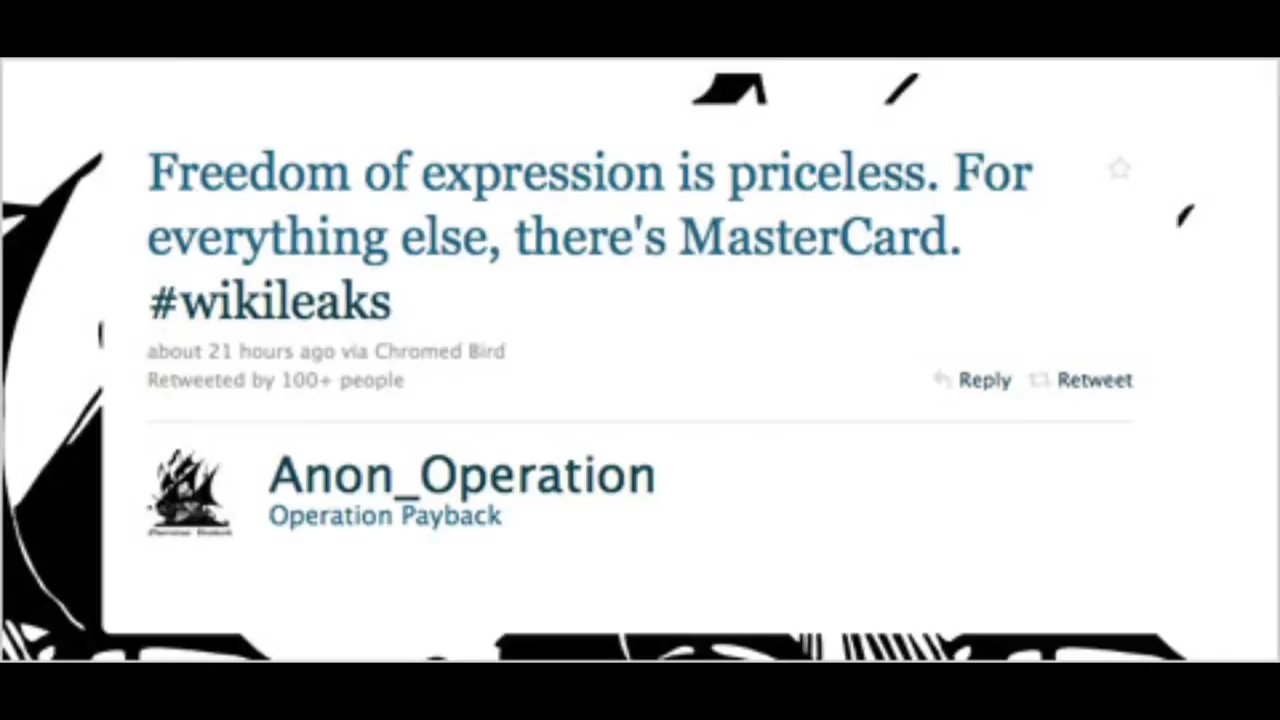 Freedom of expression is priceless. For
everything else, there's MasterCard.
#wikileaks
about 21 hours ago via Chromed Bird
Retweeted by 100+ people
Reply Retweet
Anon_Operation
Operation Payback